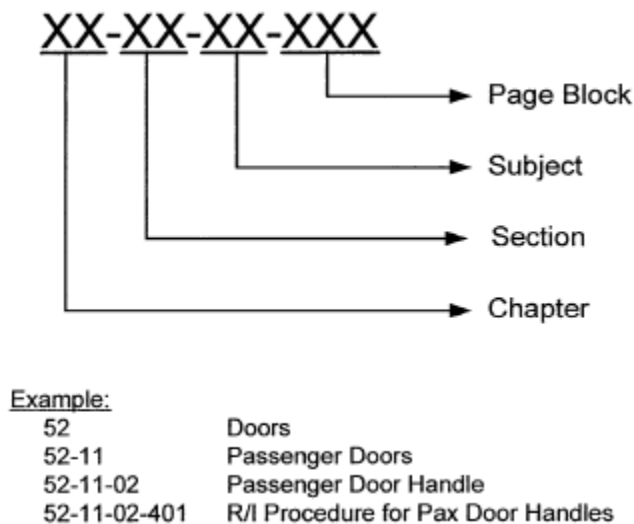 XX-XX-XX-XXX
Page Block
Subject
Section
Chapter
Example:
52 Doors
52-11 Passenger Doors
52-11-02 Passenger Door Handle
52-11-02-401 R/I Procedure for Pax Door Handles